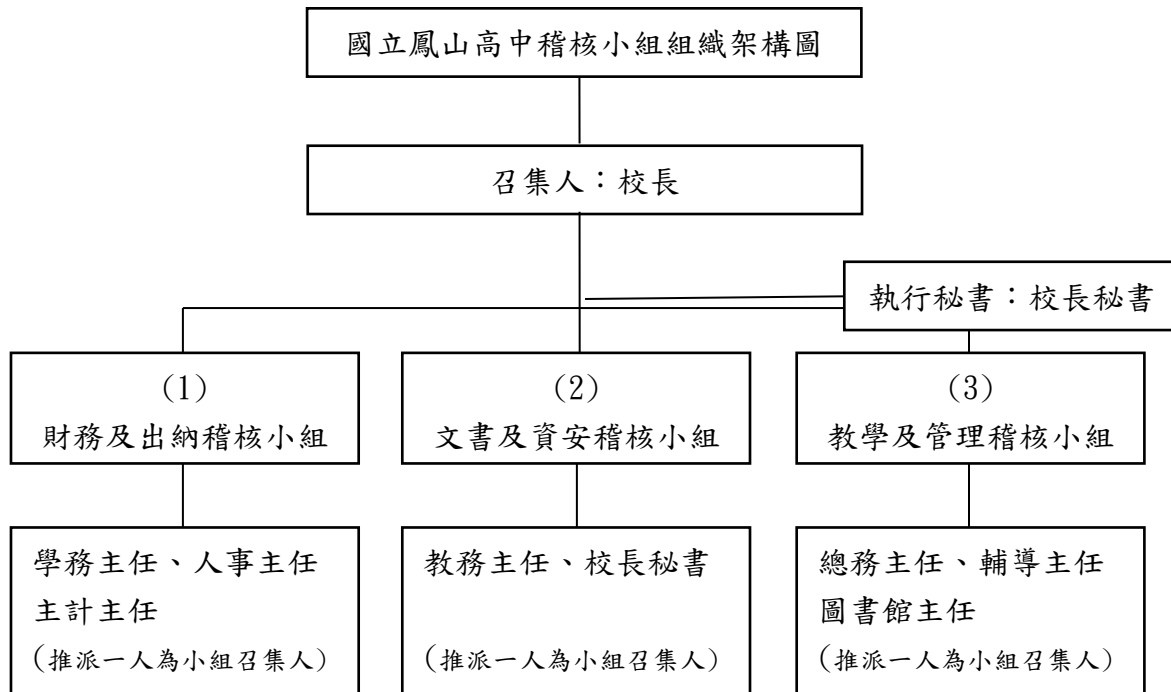 國立鳳山高中稽核小組組織架構圖
召集人：校長
執行秘書：校長秘書
(1)
財務及出納稽核小組
(2)
文書及資安稽核小組
(3)
教學及管理稽核小組
學務主任、人事主任
主計主任
(推派一人為小組召集人)
教務主任、校長秘書
(推派一人為小組召集人)
總務主任、輔導主任
圖書館主任
(推派一人為小組召集人)